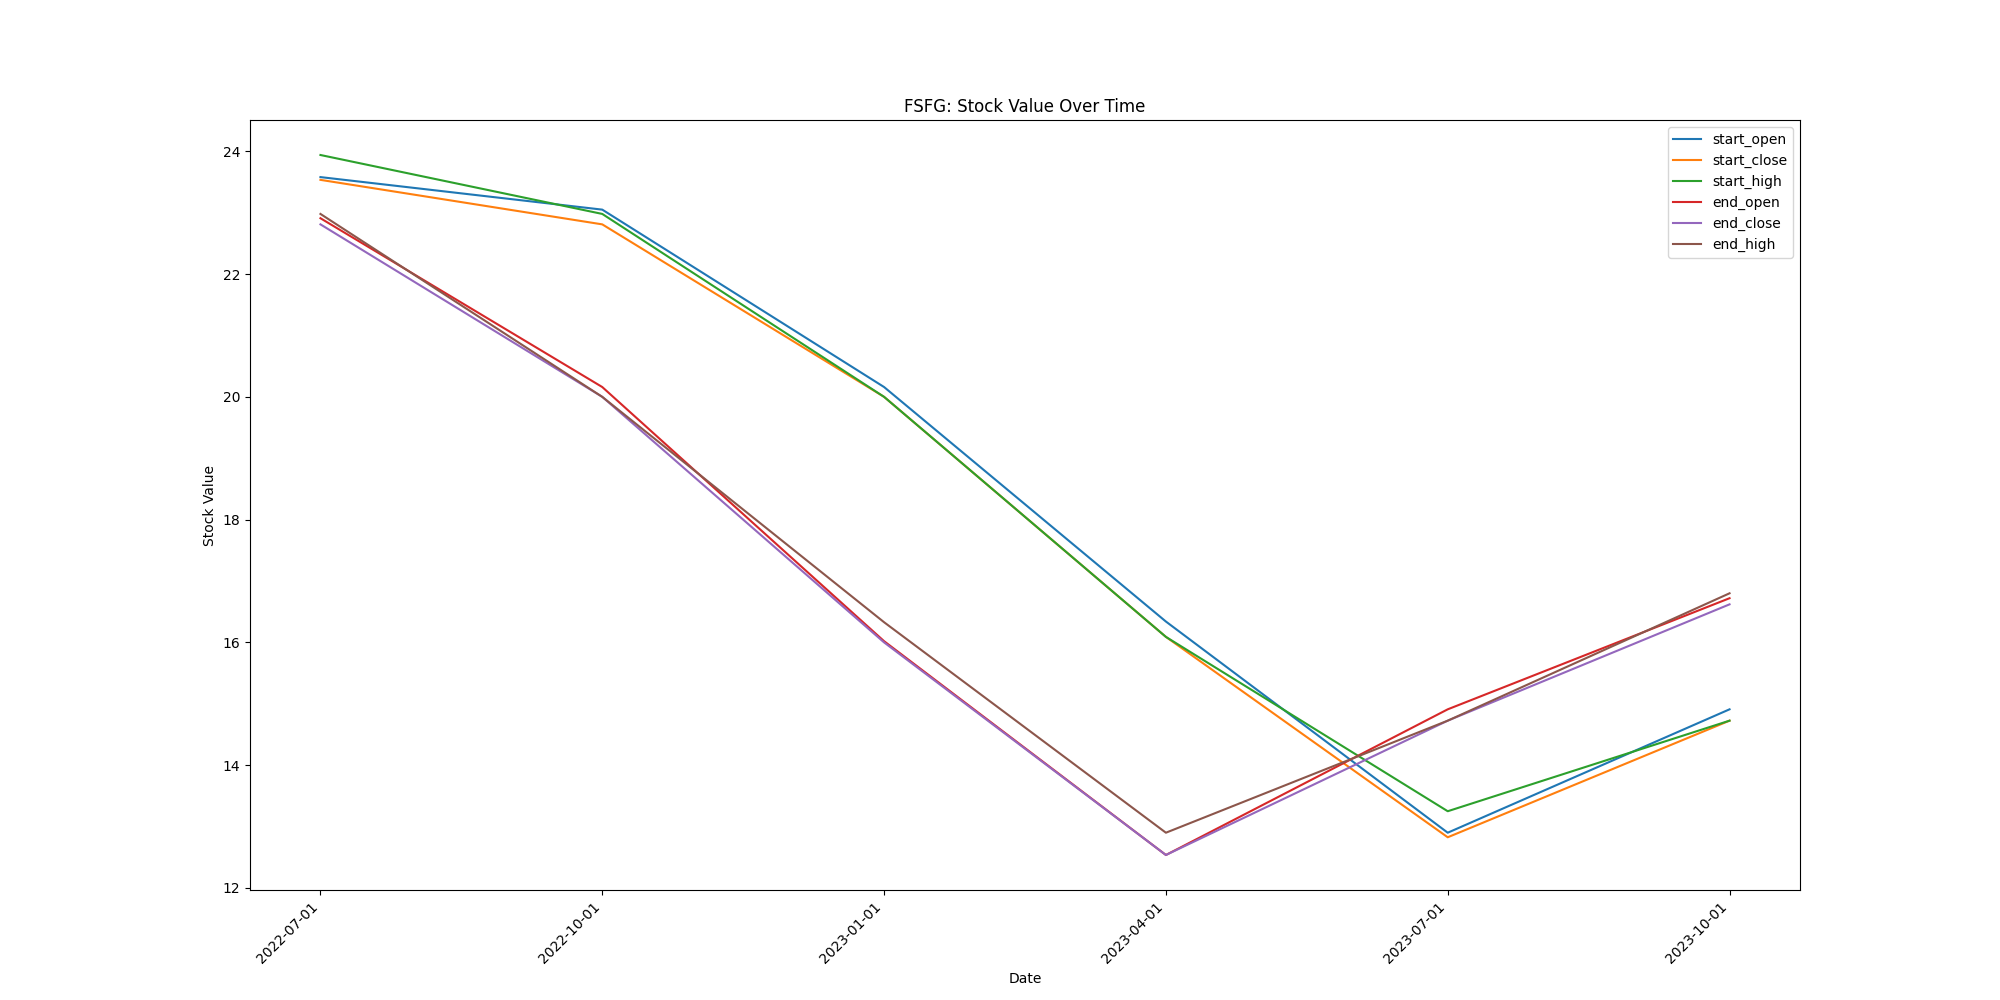 FSFG: Stock Value Over Time
start_open
start_close
start_high
end_open
end_close
end_high
24
22
20
18
16
14
12
Stock Value
2022-07-01
2022-10-01
2023-01-01
2023-04-01
2023-07-01
2023-10-01
Date